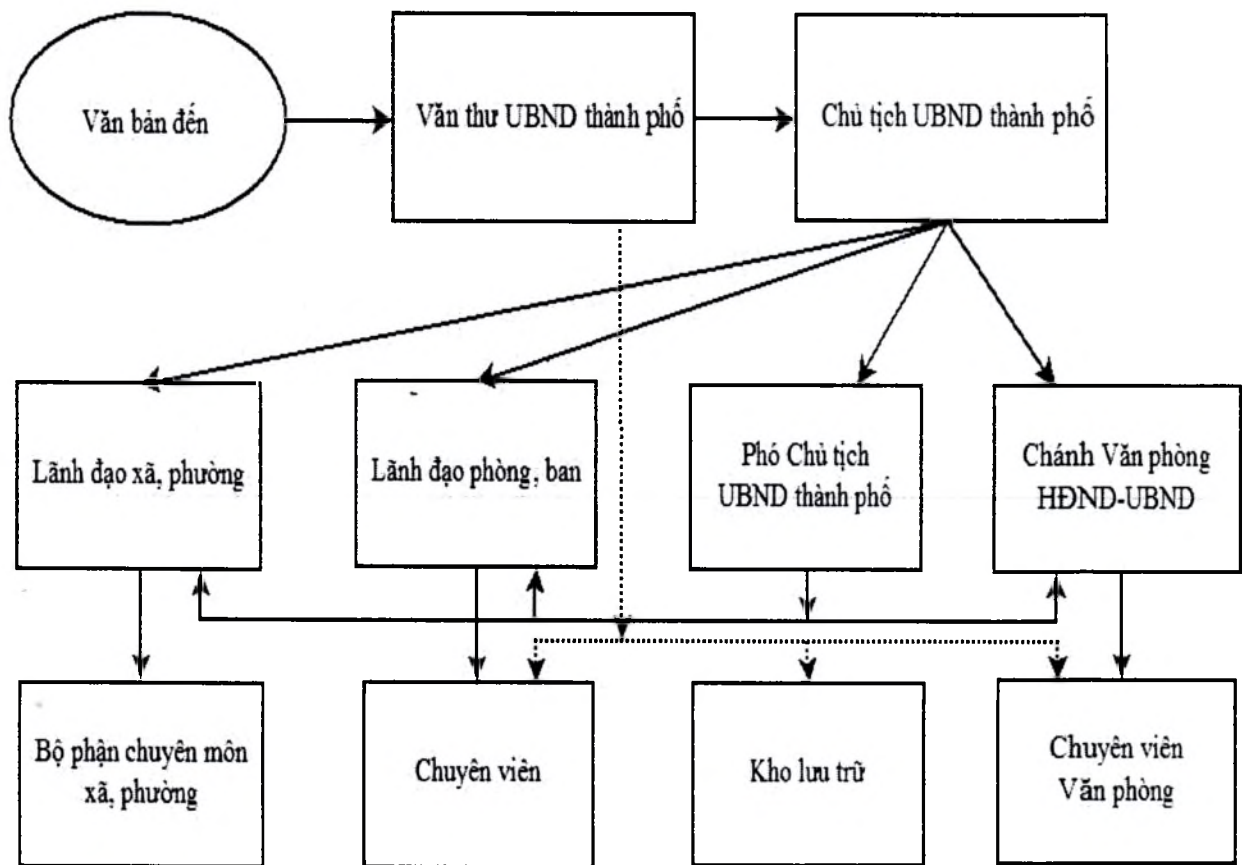 Văn bản đến
Văn thư UBND thành phố
Chủ tịch UBND thành phố
Lãnh đạo xã, phường
Lãnh đạo phòng, ban
Phó Chủ tịch
UBND thành phố
Chánh Văn phòng
HĐND-UBND
Bộ phận chuyên môn
xã, phường
Chuyên viên
Kho lưu trữ
Chuyên viên
Văn phòng